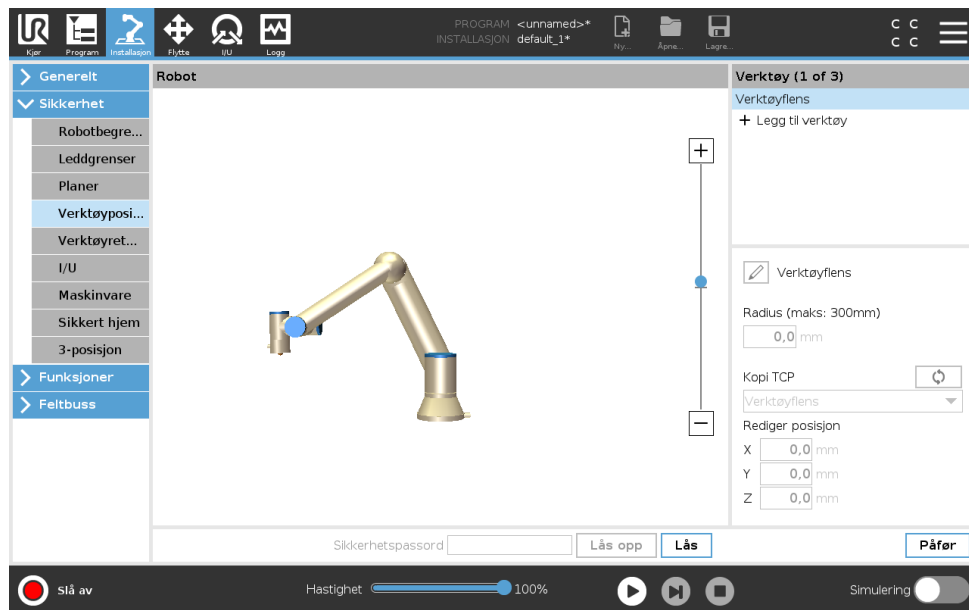 UR
Kjør
Program
Installasjon
Flytte
I/U
Logg
PROGRAM <unnamed>*
INSTALLASJON default_1*
Ny...
Åpne...
Lagre...
C C
C C
Generelt
Sikkerhet
Robotbegre...
Leddgrenser
Planer
Verktøyposi...
Verktøyret...
I/U
Maskinvare
Sikkert hjem
3-posisjon
Funksjoner
Feltbuss
Robot
Verktøy (1 of 3)
Verktøyflens
+ Legg til verktøy
Verktøyflens
Radius (maks: 300mm)
0,0 mm
Kopi TCP
Verktøyflens
Rediger posisjon
X 0,0 mm
Y 0,0 mm
Z 0,0 mm
Sikkerhetspassord
Lås opp
Lås
Påfør
Slå av
Hastighet
100%
Simulering